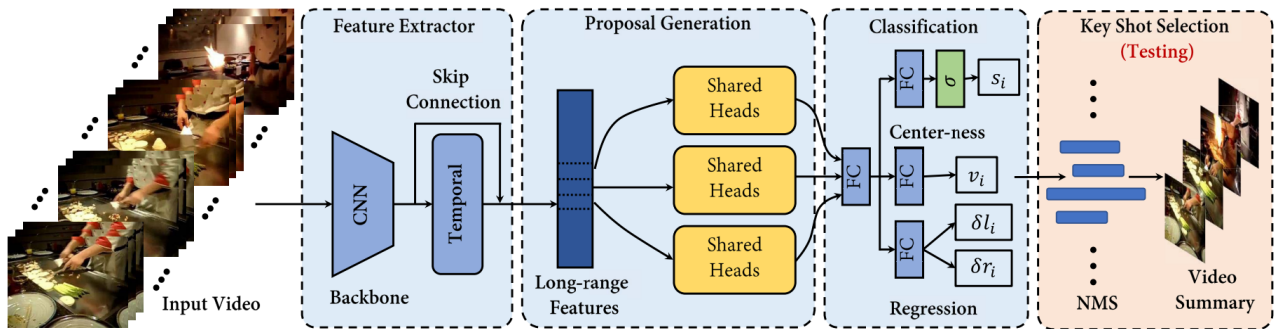 Input Video
Feature Extractor
Skip
Connection
CNN
Temporal
Backbone
Proposal Generation
Shared
Heads
Shared
Heads
Shared
Heads
Long-range
Features
Classification
FC
FC
σ
s_i
Center-ness
FC
v_i
FC
δl_i
δr_i
Regression
Key Shot Selection
(Testing)
NMS
Video
Summary